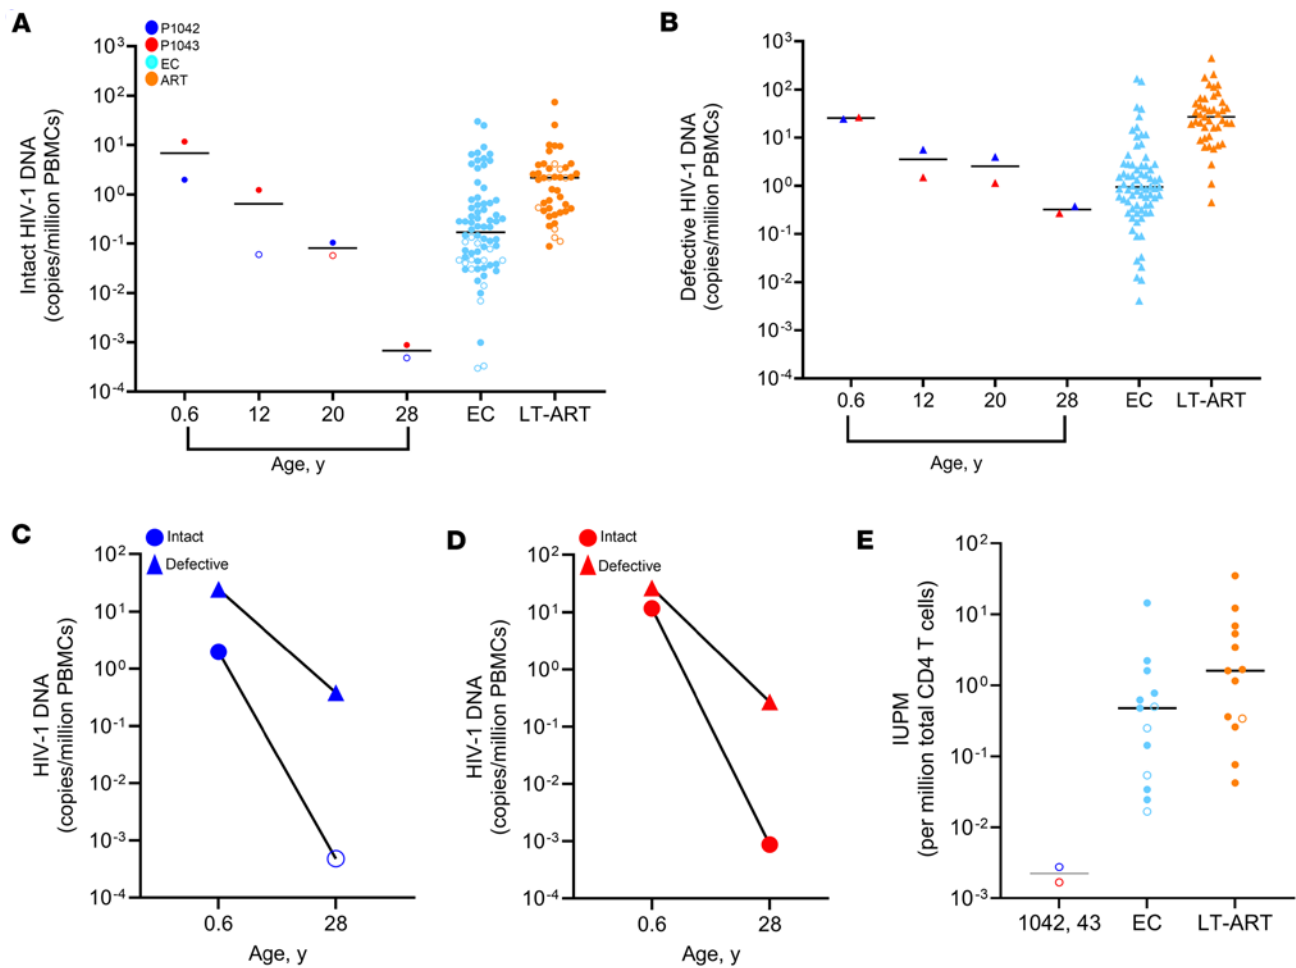 A
P1042
P1043
EC
ART
Intact HIV-1 DNA
(copies/million PBMCs)
10³
10²
10¹
10⁰
10⁻¹
10⁻²
10⁻³
10⁻⁴
0.6 12 20 28 EC LT-ART
Age, y
B
Defective HIV-1 DNA
(copies/million PBMCs)
10³
10²
10¹
10⁰
10⁻¹
10⁻²
10⁻³
10⁻⁴
0.6 12 20 28 EC LT-ART
Age, y
C
Intact
Defective
HIV-1 DNA
(copies/million PBMCs)
10²
10¹
10⁰
10⁻¹
10⁻²
10⁻³
10⁻⁴
0.6 28
Age, y
D
Intact
Defective
HIV-1 DNA
(copies/million PBMCs)
10²
10¹
10⁰
10⁻¹
10⁻²
10⁻³
10⁻⁴
0.6 28
Age, y
E
IUPM
(per million total CD4 T cells)
10²
10¹
10⁰
10⁻¹
10⁻²
10⁻³
1042, 43 EC LT-ART